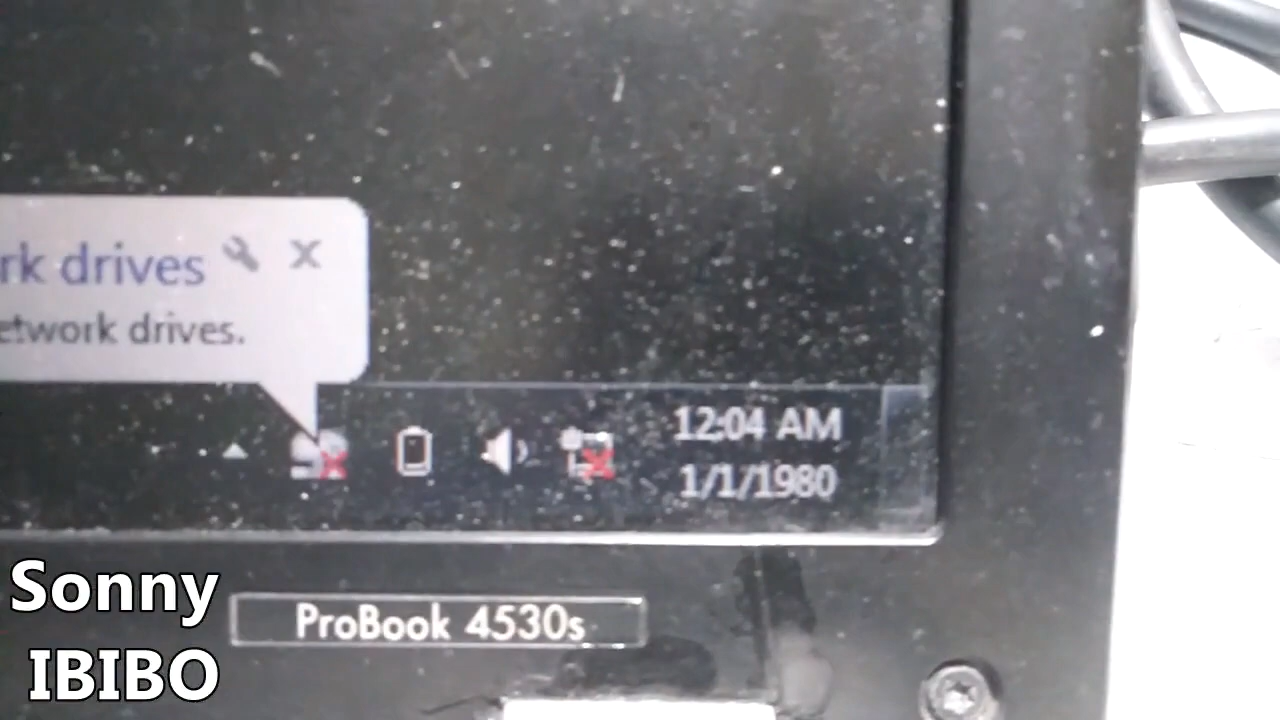 rk drives
etwork drives.
12:04 AM
1/1/1980
ProBook 4530s
Sonny
IBIBO